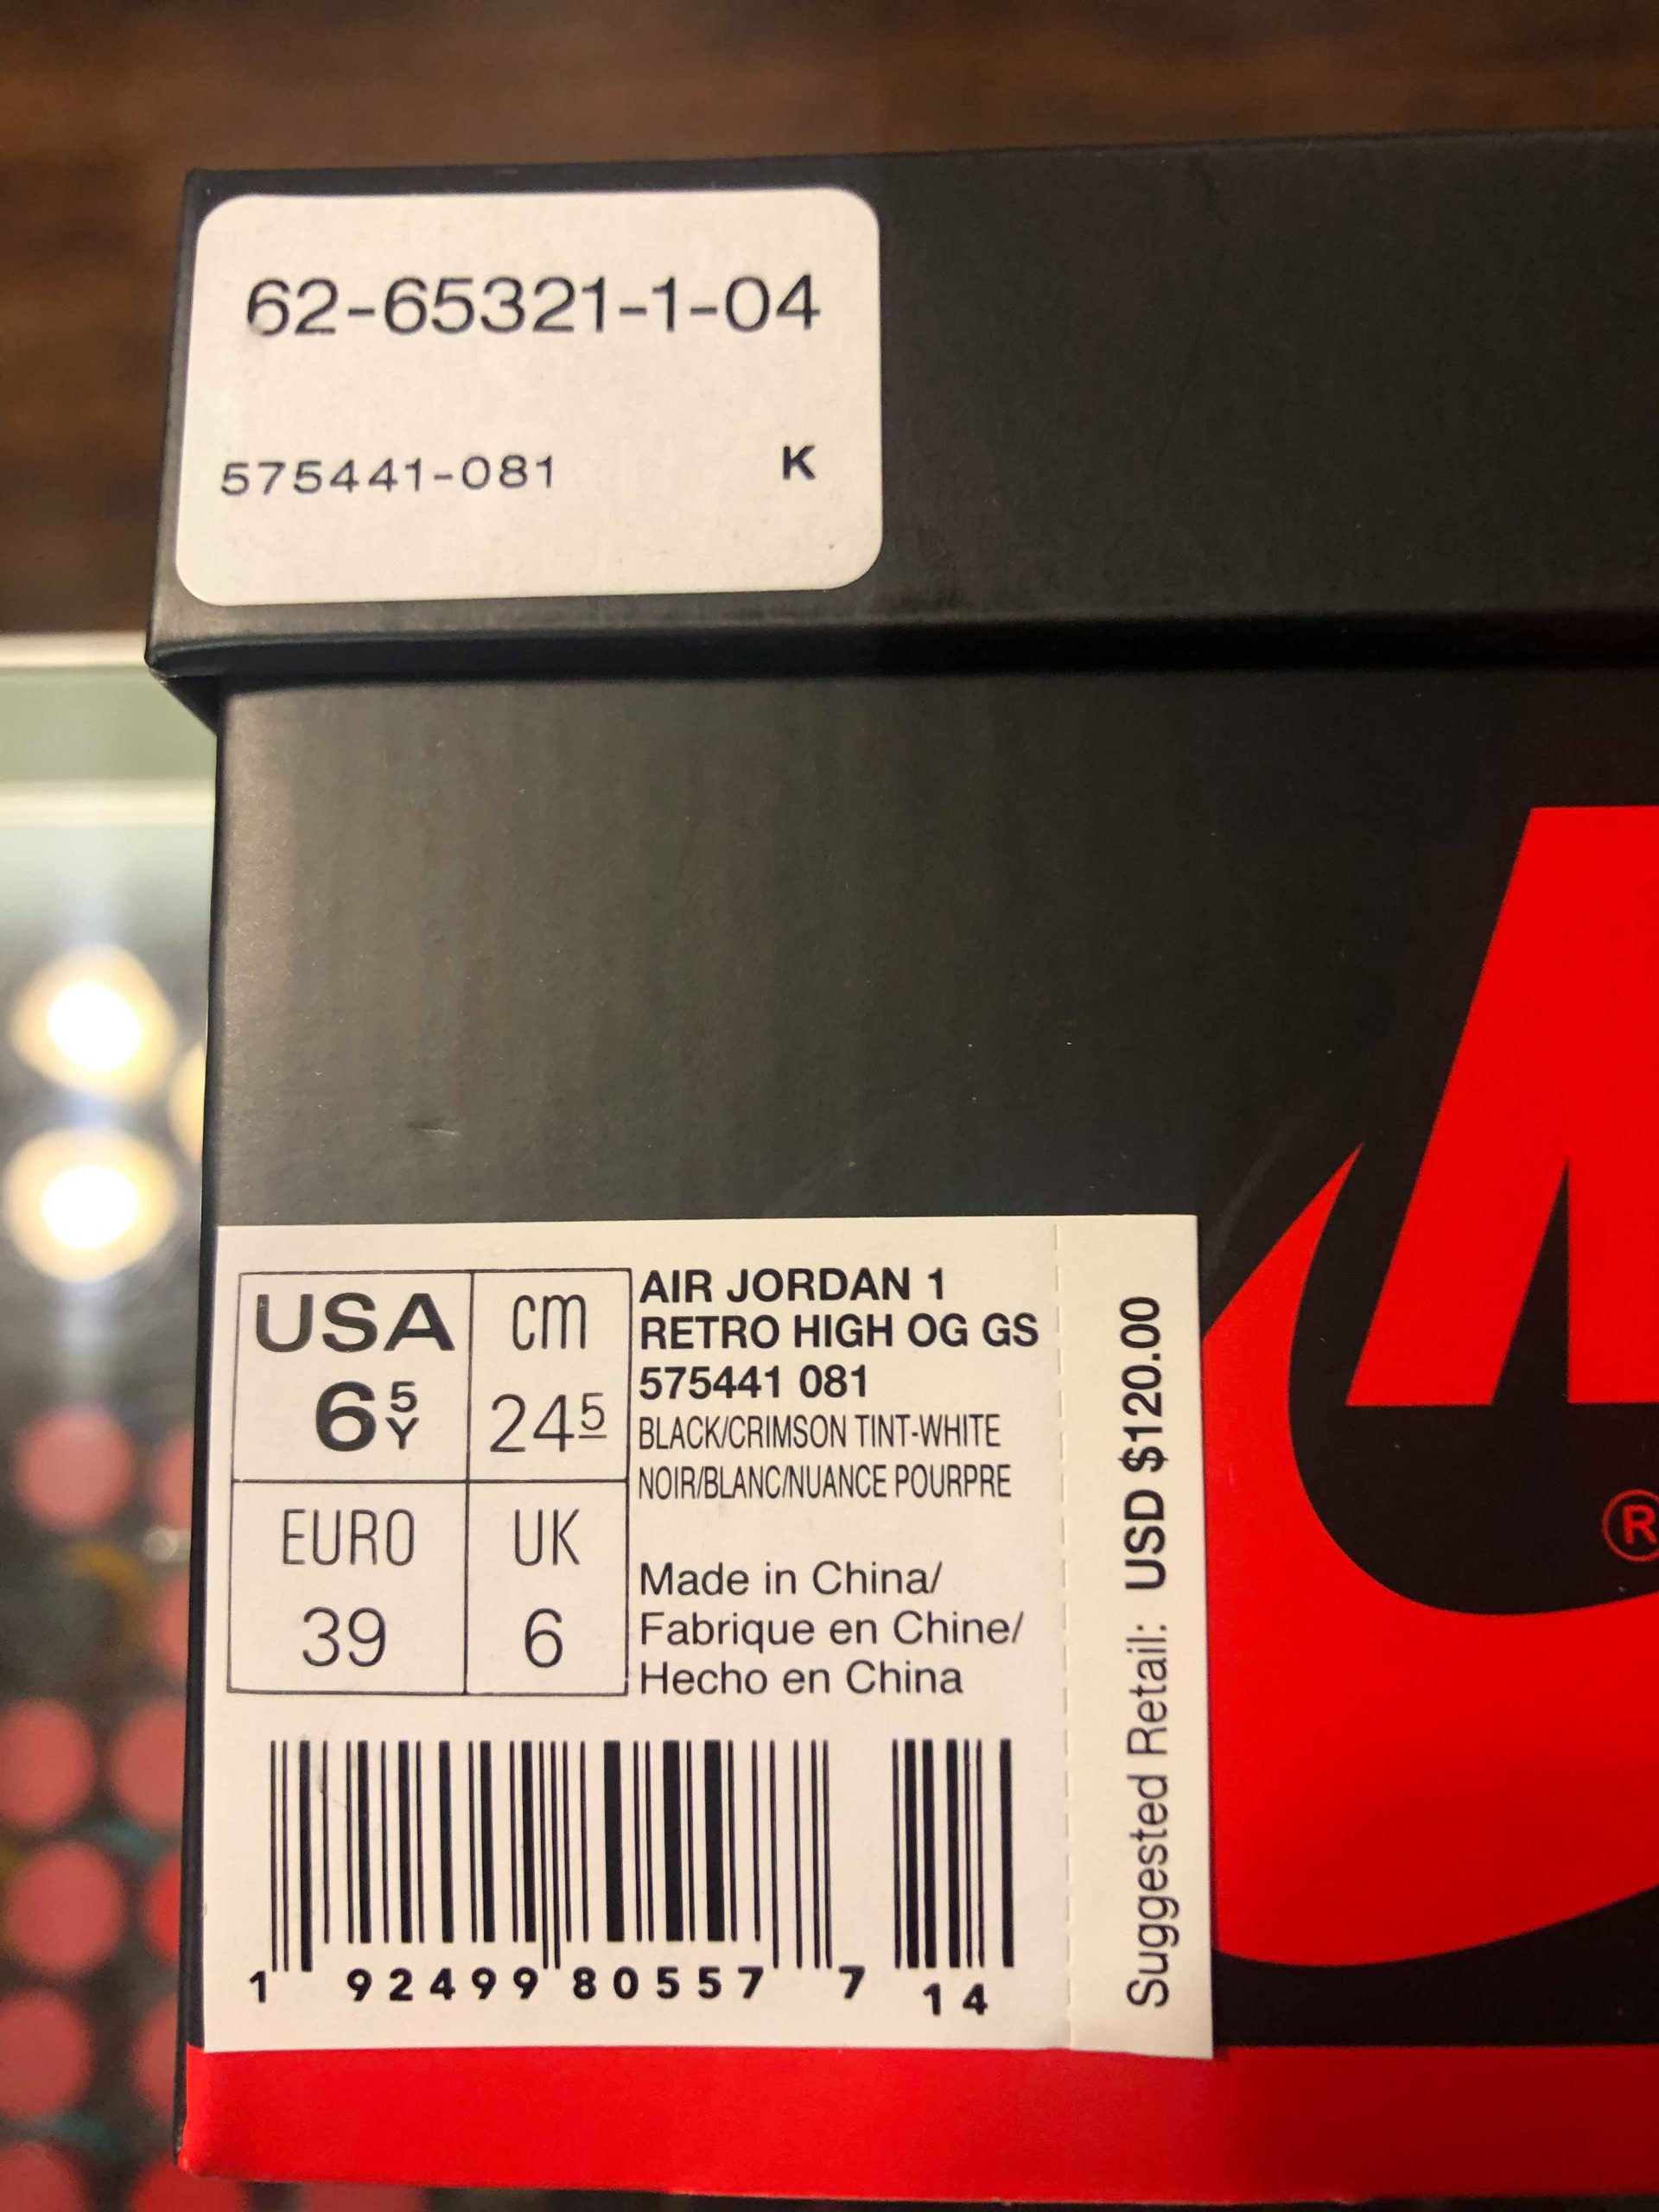 62-65321-1-04
575441-081 K
USA
6 5 Y
cm
24 5
EURO
39
UK
6
AIR JORDAN 1
RETRO HIGH OG GS
575441 081
BLACK/CRIMSON TINT-WHITE
NOIR/BLANC/NUANCE POURPRE
Made in China/
Fabrique en Chine/
Hecho en China
1 92499 80557 7 14
Suggested Retail: USD $120.00
®